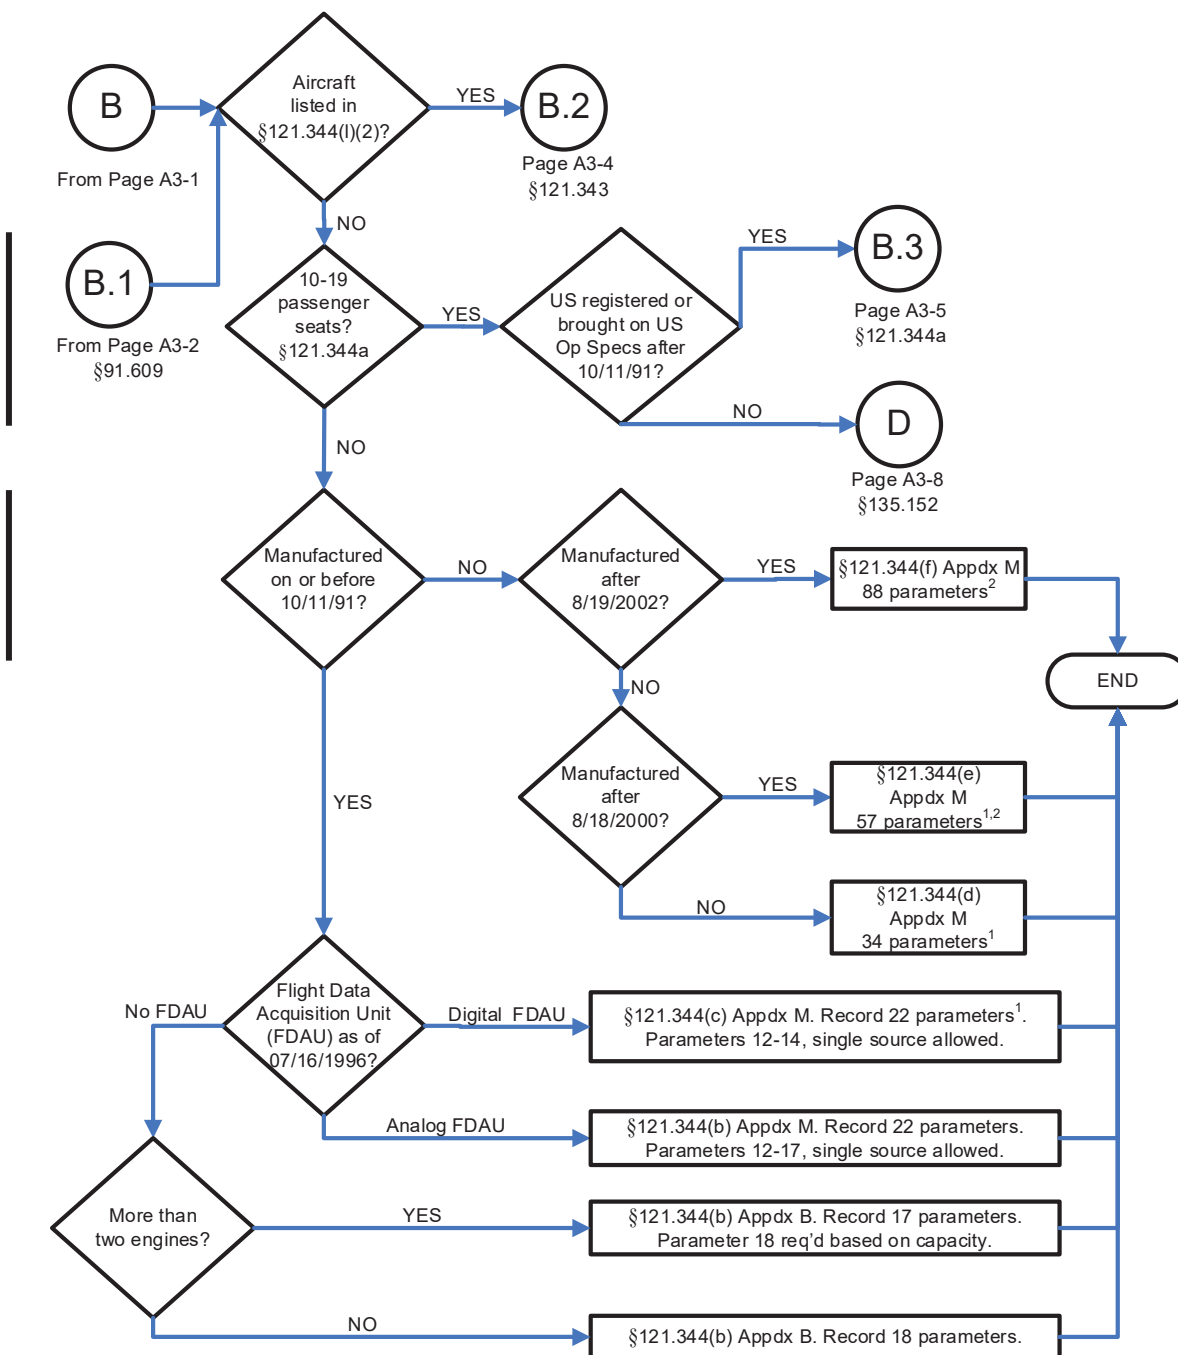 Aircraft
listed in
§121.344(l)(2)?
B
YES
B.2
From Page A3-1
Page A3-4
§121.343
NO
B.1
From Page A3-2
§91.609
10-19
passenger
seats?
§121.344a
YES
US registered or
brought on US
Op Specs after
10/11/91?
YES
B.3
Page A3-5
§121.344a
NO
D
Page A3-8
§135.152
NO
Manufactured
on or before
10/11/91?
NO
Manufactured
after
8/19/2002?
YES
§121.344(f) Appdx M
88 parameters²
END
NO
Manufactured
after
8/18/2000?
YES
§121.344(e)
Appdx M
57 parameters¹,²
NO
§121.344(d)
Appdx M
34 parameters¹
YES
Flight Data
Acquisition Unit
(FDAU) as of
07/16/1996?
No FDAU
Digital FDAU
§121.344(c) Appdx M. Record 22 parameters¹.
Parameters 12-14, single source allowed.
Analog FDAU
§121.344(b) Appdx M. Record 22 parameters.
Parameters 12-17, single source allowed.
More than
two engines?
YES
§121.344(b) Appdx B. Record 17 parameters.
Parameter 18 req'd based on capacity.
NO
§121.344(b) Appdx B. Record 18 parameters.